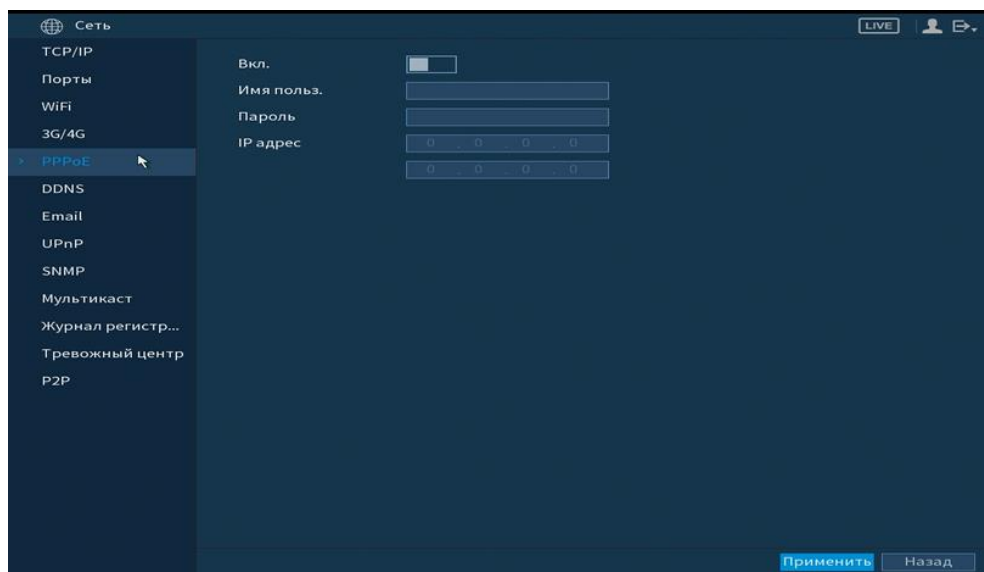 Сеть
LIVE
TCP/IP
Порты
WiFi
3G/4G
PPPoE
DDNS
Email
UPnP
SNMP
Мультикаст
Журнал регистр...
Тревожный центр
P2P
Вкл.
Имя польз.
Пароль
IP адрес
0 . 0 . 0 . 0
0 . 0 . 0 . 0
Применить
Назад